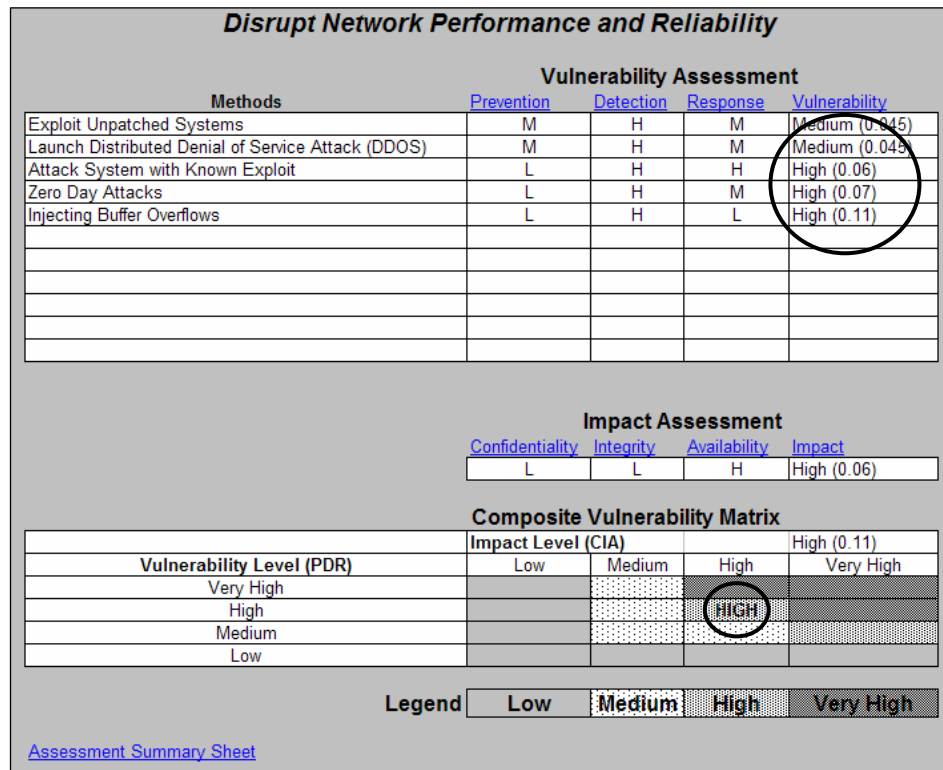 Disrupt Network Performance and Reliability
Vulnerability Assessment
Methods Prevention Detection Response Vulnerability
Exploit Unpatched Systems M H M Medium (0.045)
Launch Distributed Denial of Service Attack (DDOS) M H M Medium (0.045)
Attack System with Known Exploit L H H High (0.06)
Zero Day Attacks L H M High (0.07)
Injecting Buffer Overflows L H L High (0.11)
Impact Assessment
Confidentiality Integrity Availability Impact
L L H High (0.06)
Composite Vulnerability Matrix
Impact Level (CIA) High (0.11)
Vulnerability Level (PDR) Low Medium High Very High
Very High
High HIGH
Medium
Low
Legend Low Medium High Very High
Assessment Summary Sheet